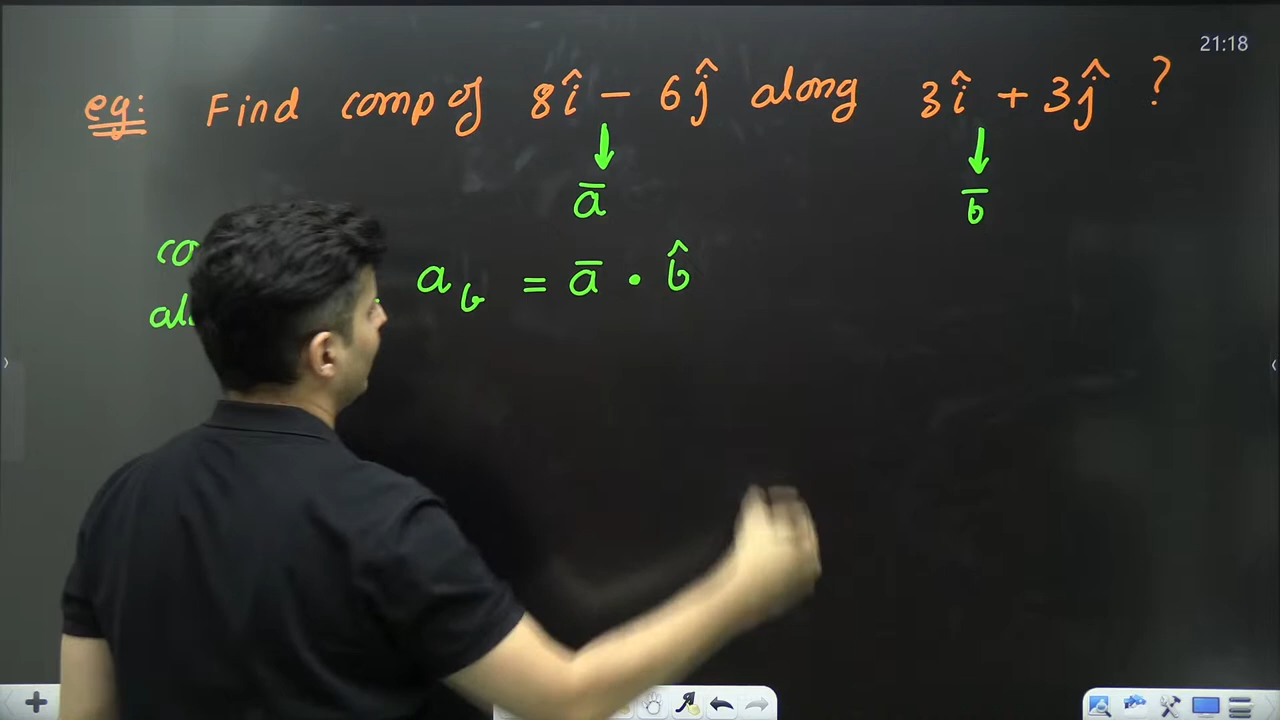 21:18
eg: Find comp of 8î − 6ĵ along 3î + 3ĵ ?
↓ ↓
a̅ b̅
a_b = a̅ · b̂